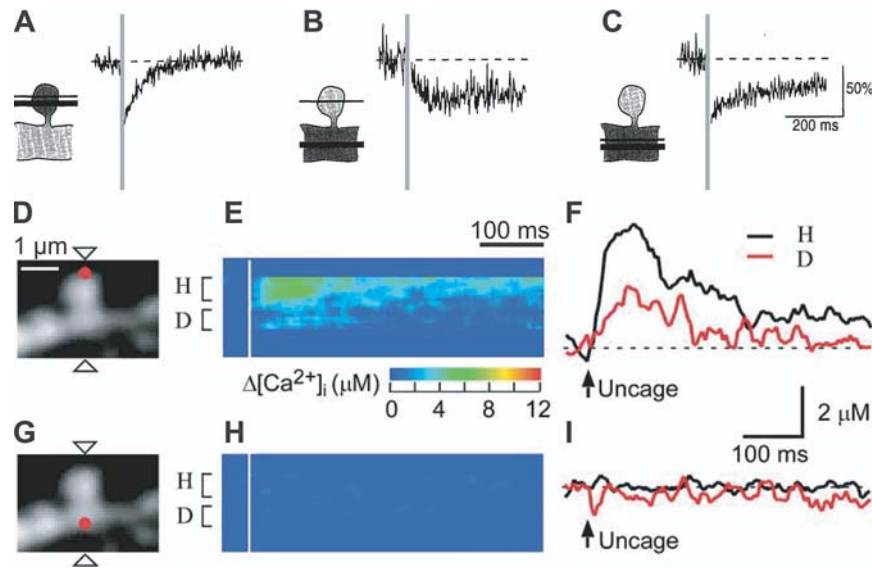 A
B
C
50%
200 ms
D
E
F
1 µm
100 ms
H
D
H
D
Δ[Ca2+]i (µM)
0 4 8 12
Uncage
2 µM
100 ms
G
H
I
H
D
Uncage